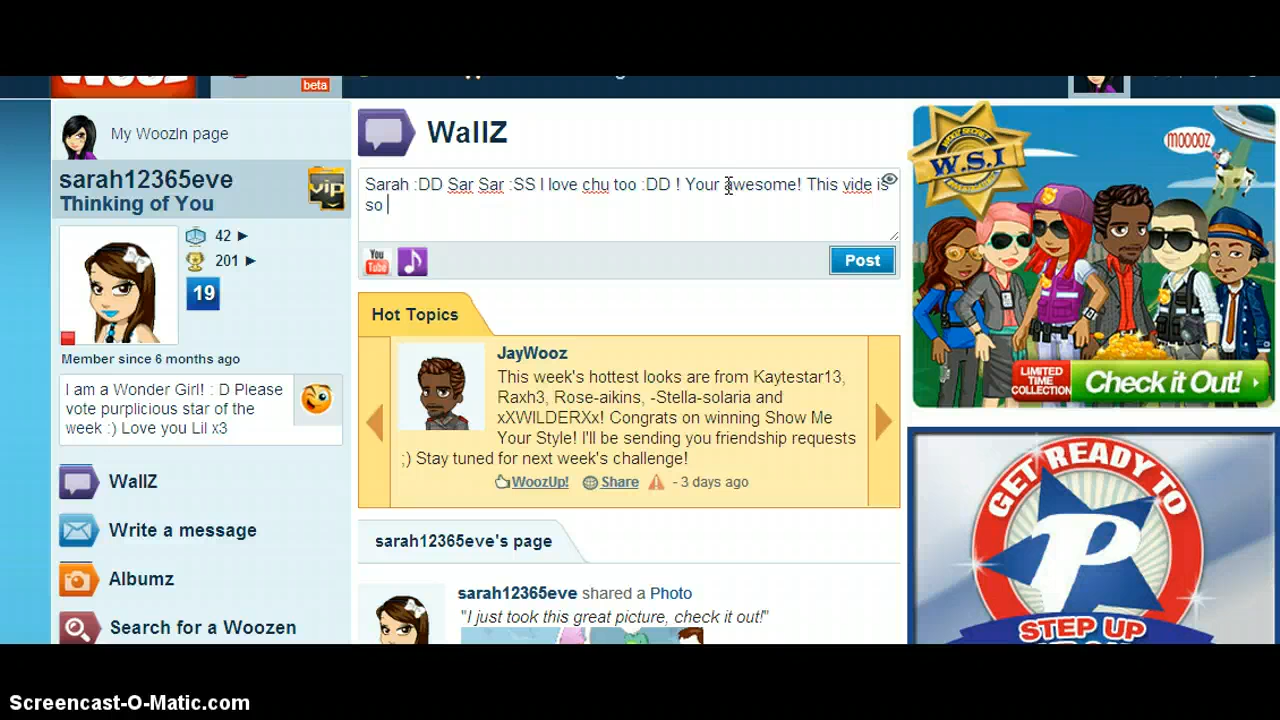 WOOZ
beta
My WoozIn page
sarah12365eve
Thinking of You
vip
42
201
19
Member since 6 months ago
I am a Wonder Girl! : D Please
vote purplicious star of the
week :) Love you Lil x3
WallZ
Write a message
Albumz
Search for a Woozen
WallZ
Sarah :DD Sar Sar :SS I love chu too :DD ! Your awesome! This vide is
so
You
Tube
Post
Hot Topics
JayWooz
This week's hottest looks are from Kaytestar13,
Raxh3, Rose-aikins, -Stella-solaria and
xXWILDERXx! Congrats on winning Show Me
Your Style! I'll be sending you friendship requests
;) Stay tuned for next week's challenge!
WoozUp! Share - 3 days ago
sarah12365eve's page
sarah12365eve shared a Photo
"I just took this great picture, check it out!"
W.S.I
MOOOOZ
LIMITED
TIME
COLLECTION
Check it Out!
GET READY TO
P
STEP UP
Screencast-O-Matic.com